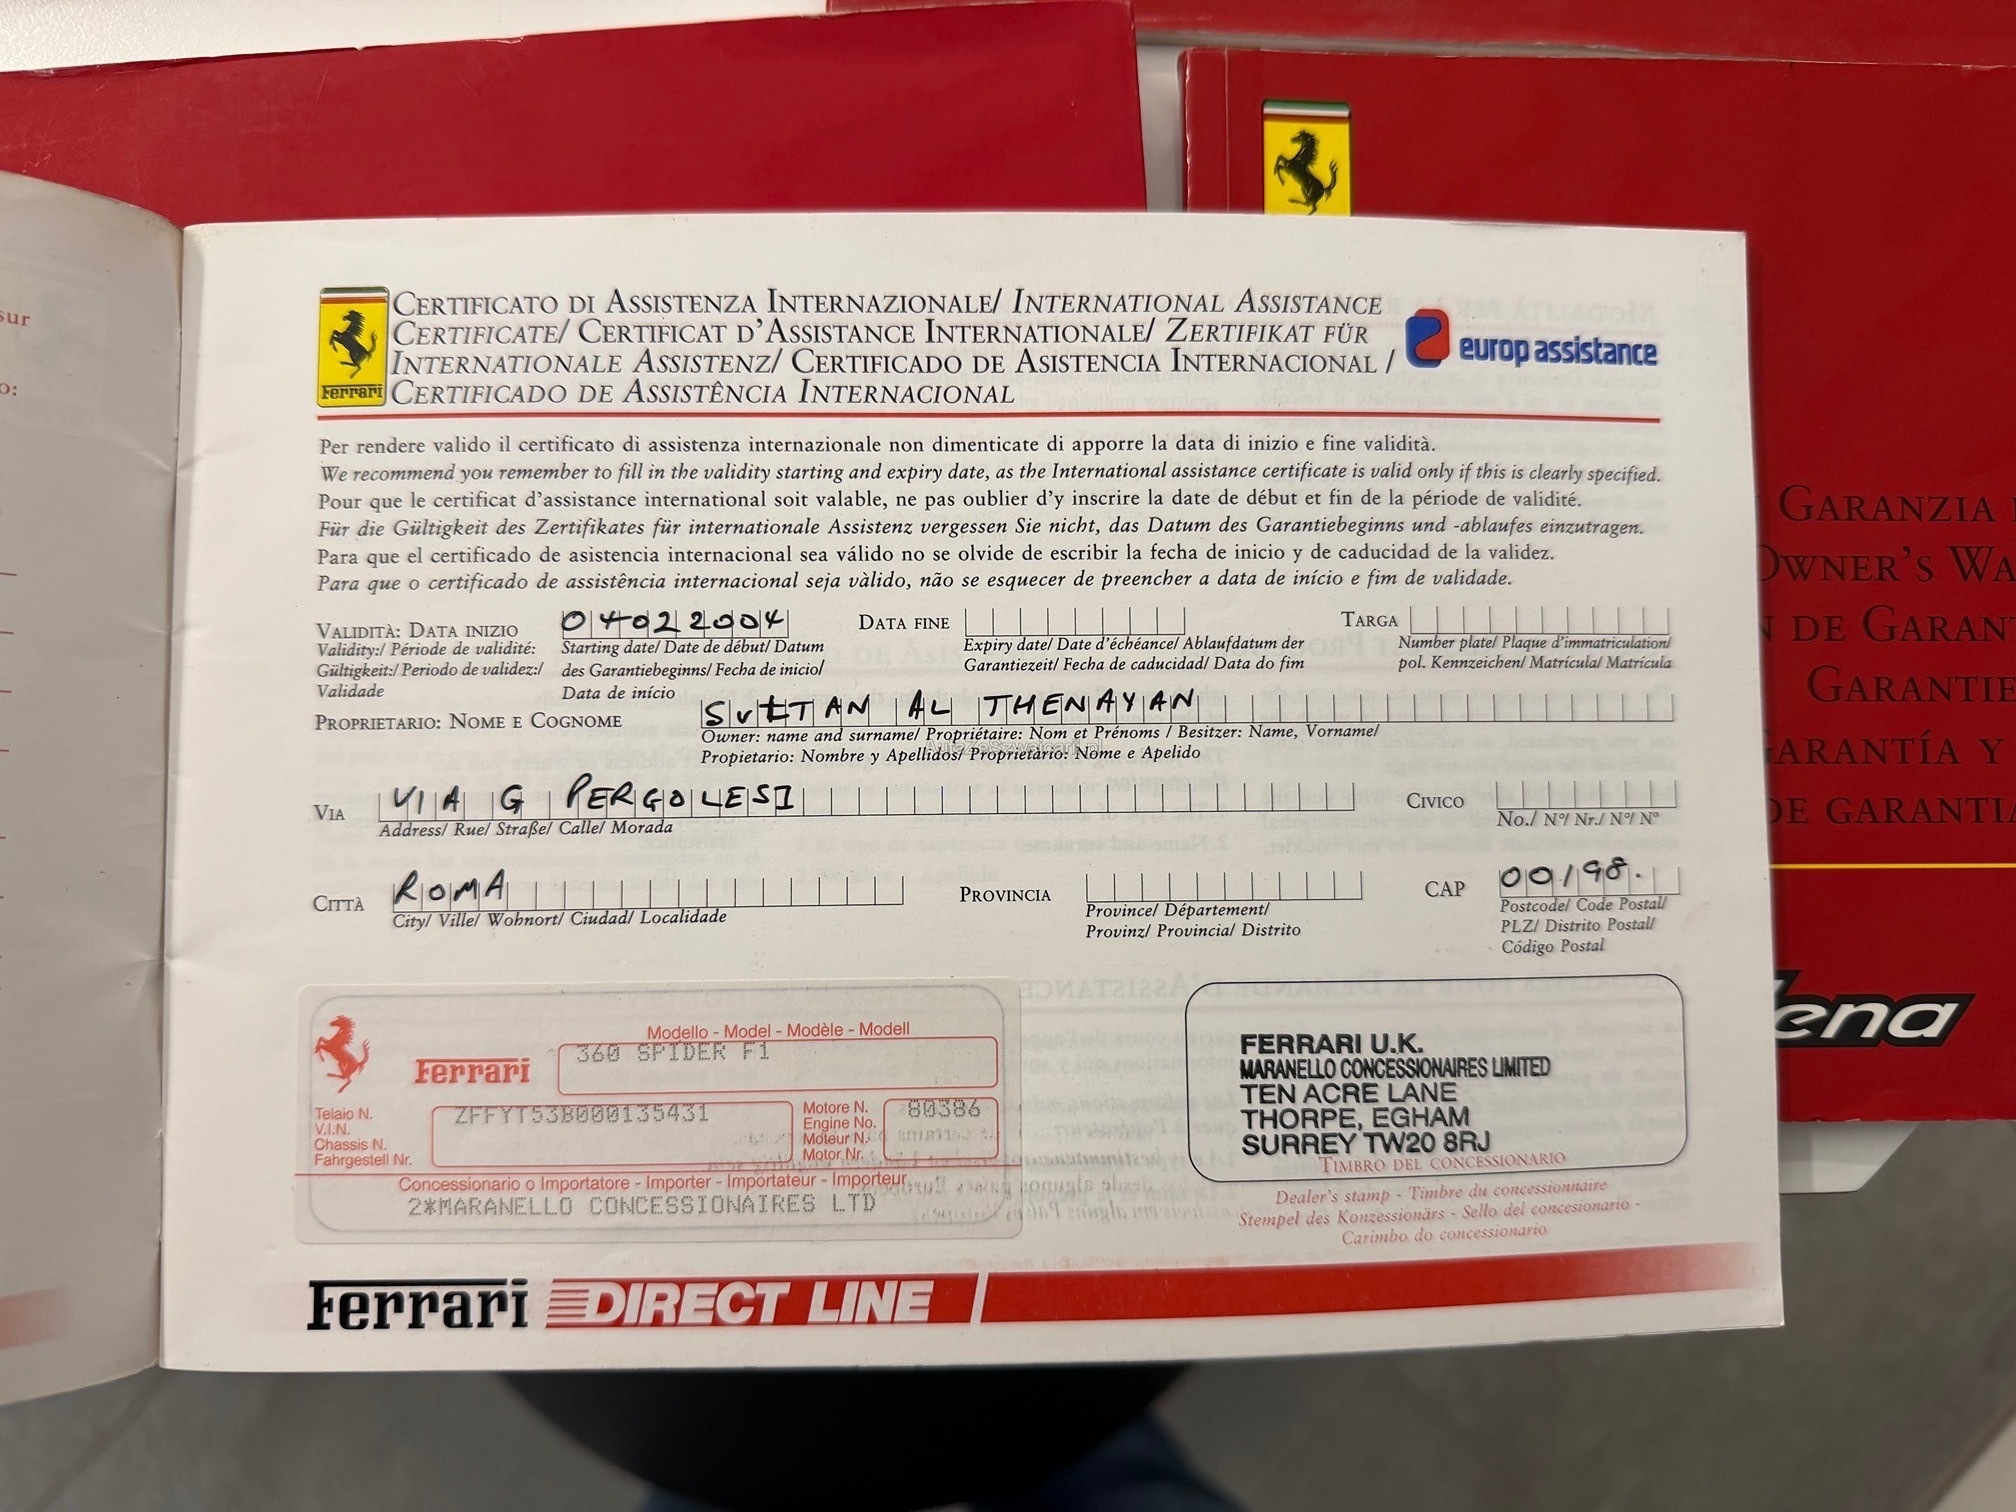 sur
o:
CERTIFICATO DI ASSISTENZA INTERNAZIONALE/ INTERNATIONAL ASSISTANCE
CERTIFICATE/ CERTIFICAT D'ASSISTANCE INTERNATIONALE/ ZERTIFIKAT FÜR
INTERNATIONALE ASSISTENZ/ CERTIFICADO DE ASISTENCIA INTERNACIONAL /
CERTIFICADO DE ASSISTÊNCIA INTERNACIONAL
Ferrari
europ assistance
Per rendere valido il certificato di assistenza internazionale non dimenticate di apporre la data di inizio e fine validità.
We recommend you remember to fill in the validity starting and expiry date, as the International assistance certificate is valid only if this is clearly specified.
Pour que le certificat d'assistance international soit valable, ne pas oublier d'y inscrire la date de début et fin de la période de validité.
Für die Gültigkeit des Zertifikates für internationale Assistenz vergessen Sie nicht, das Datum des Garantiebeginns und -ablaufes einzutragen.
Para que el certificado de asistencia internacional sea válido no se olvide de escribir la fecha de inicio y de caducidad de la validez.
Para que o certificado de assistência internacional seja vàlido, não se esquecer de preencher a data de início e fim de validade.
VALIDITÀ: DATA INIZIO 04022004 DATA FINE TARGA
Validity:/ Période de validité: Starting date/ Date de début/ Datum Expiry date/ Date d'échéance/ Ablaufdatum der Number plate/ Plaque d'immatriculation/
Gültigkeit:/ Periodo de validez:/ des Garantiebeginns/ Fecha de inicio/ Garantiezeit/ Fecha de caducidad/ Data do fim pol. Kennzeichen/ Matrícula/ Matrícula
Validade Data de início
PROPRIETARIO: NOME E COGNOME SULTAN AL THENAYAN
Owner: name and surname/ Propriétaire: Nom et Prénoms / Besitzer: Name, Vorname/
AutaZeSzwajcarii.pl
Propietario: Nombre y Apellidos/ Proprietàrio: Nome e Apelido
VIA VIA G PERGOLESI CIVICO
Address/ Rue/ Straße/ Calle/ Morada No./ N°/ Nr./ N°/ N°
CITTÀ ROMA PROVINCIA CAP 00198.
City/ Ville/ Wohnort/ Ciudad/ Localidade Province/ Département/ Postcode/ Code Postal/
Provinz/ Provincia/ Distrito PLZ/ Distrito Postal/
Código Postal
Modello - Model - Modèle - Modell
Ferrari 360 SPIDER F1
Telaio N.
V.I.N.
Chassis N.
Fahrgestell Nr.
ZFFYT53B000135431
Motore N.
Engine No.
Moteur N.
Motor Nr.
80386
Concessionario o Importatore - Importer - Importateur - Importeur
2*MARANELLO CONCESSIONAIRES LTD
FERRARI U.K.
MARANELLO CONCESSIONAIRES LIMITED
TEN ACRE LANE
THORPE, EGHAM
SURREY TW20 8RJ
TIMBRO DEL CONCESSIONARIO
Dealer's stamp - Timbre du concessionnaire
Stempel des Konzessionärs - Sello del concesionario -
Carimbo do concessionario
Ferrari DIRECT LINE
GARANZIA
OWNER'S WA
DE GARAN
GARANTIE
GARANTÍA Y
DE GARANTI
ena